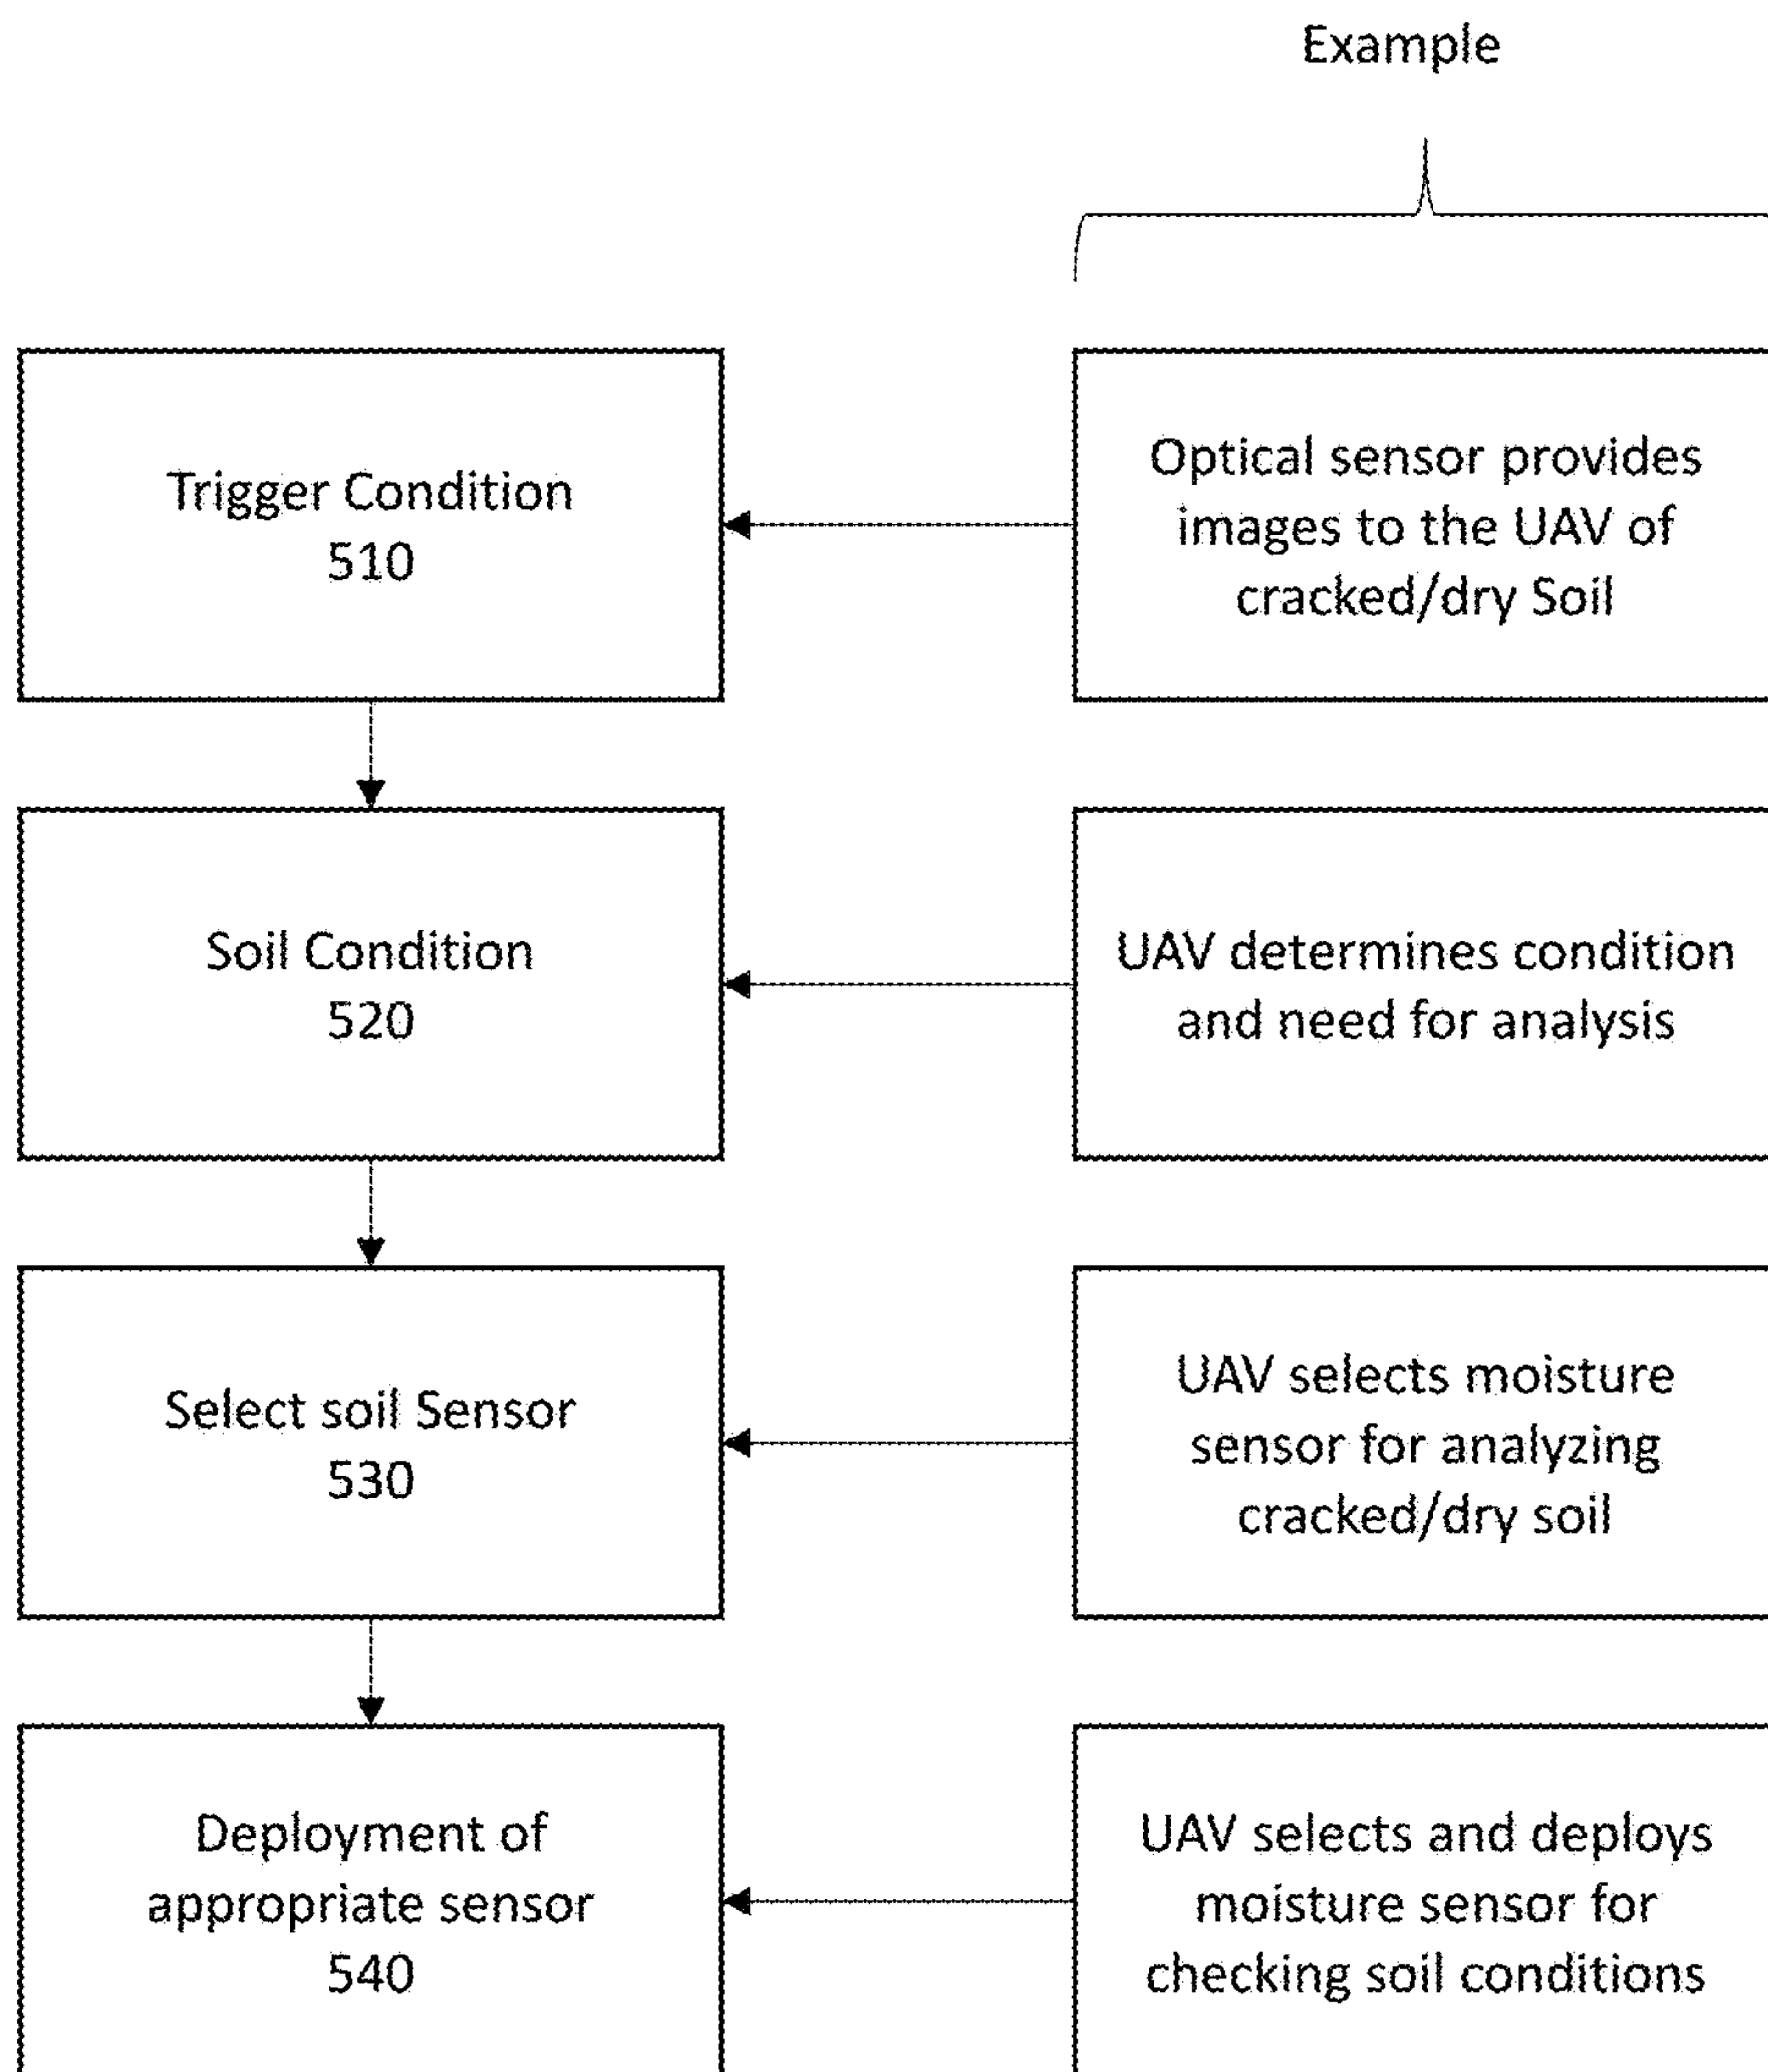 Example
Trigger Condition
510
Optical sensor provides
images to the UAV of
cracked/dry Soil
Soil Condition
520
UAV determines condition
and need for analysis
Select soil Sensor
530
UAV selects moisture
sensor for analyzing
cracked/dry soil
Deployment of
appropriate sensor
540
UAV selects and deploys
moisture sensor for
checking soil conditions